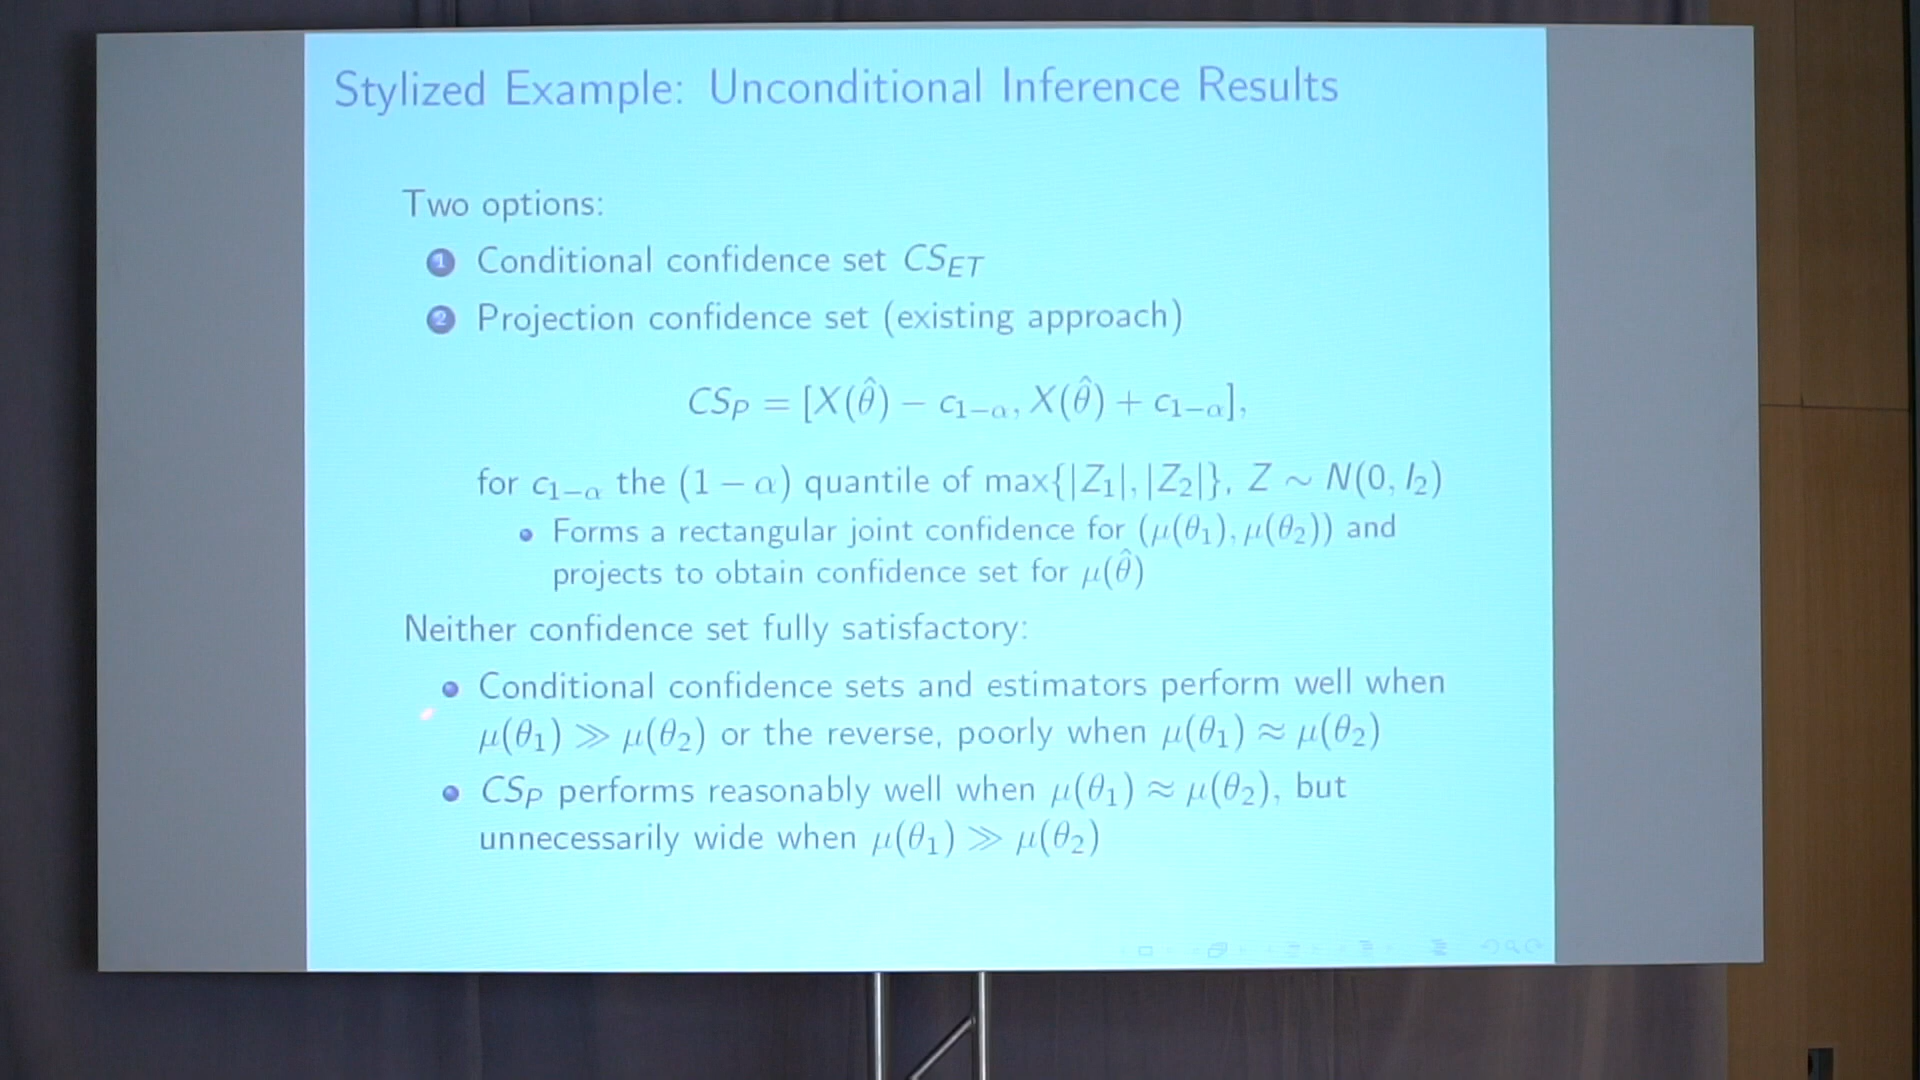 Stylized Example: Unconditional Inference Results
Two options:
1 Conditional confidence set CS_{ET}
2 Projection confidence set (existing approach)
CS_P = [X(θ̂) − c_{1−α}, X(θ̂) + c_{1−α}],
for c_{1−α} the (1 − α) quantile of max{|Z_1|, |Z_2|}, Z ∼ N(0, I_2)
• Forms a rectangular joint confidence for (μ(θ_1), μ(θ_2)) and
projects to obtain confidence set for μ(θ̂)
Neither confidence set fully satisfactory:
• Conditional confidence sets and estimators perform well when
μ(θ_1) ≫ μ(θ_2) or the reverse, poorly when μ(θ_1) ≈ μ(θ_2)
• CS_P performs reasonably well when μ(θ_1) ≈ μ(θ_2), but
unnecessarily wide when μ(θ_1) ≫ μ(θ_2)